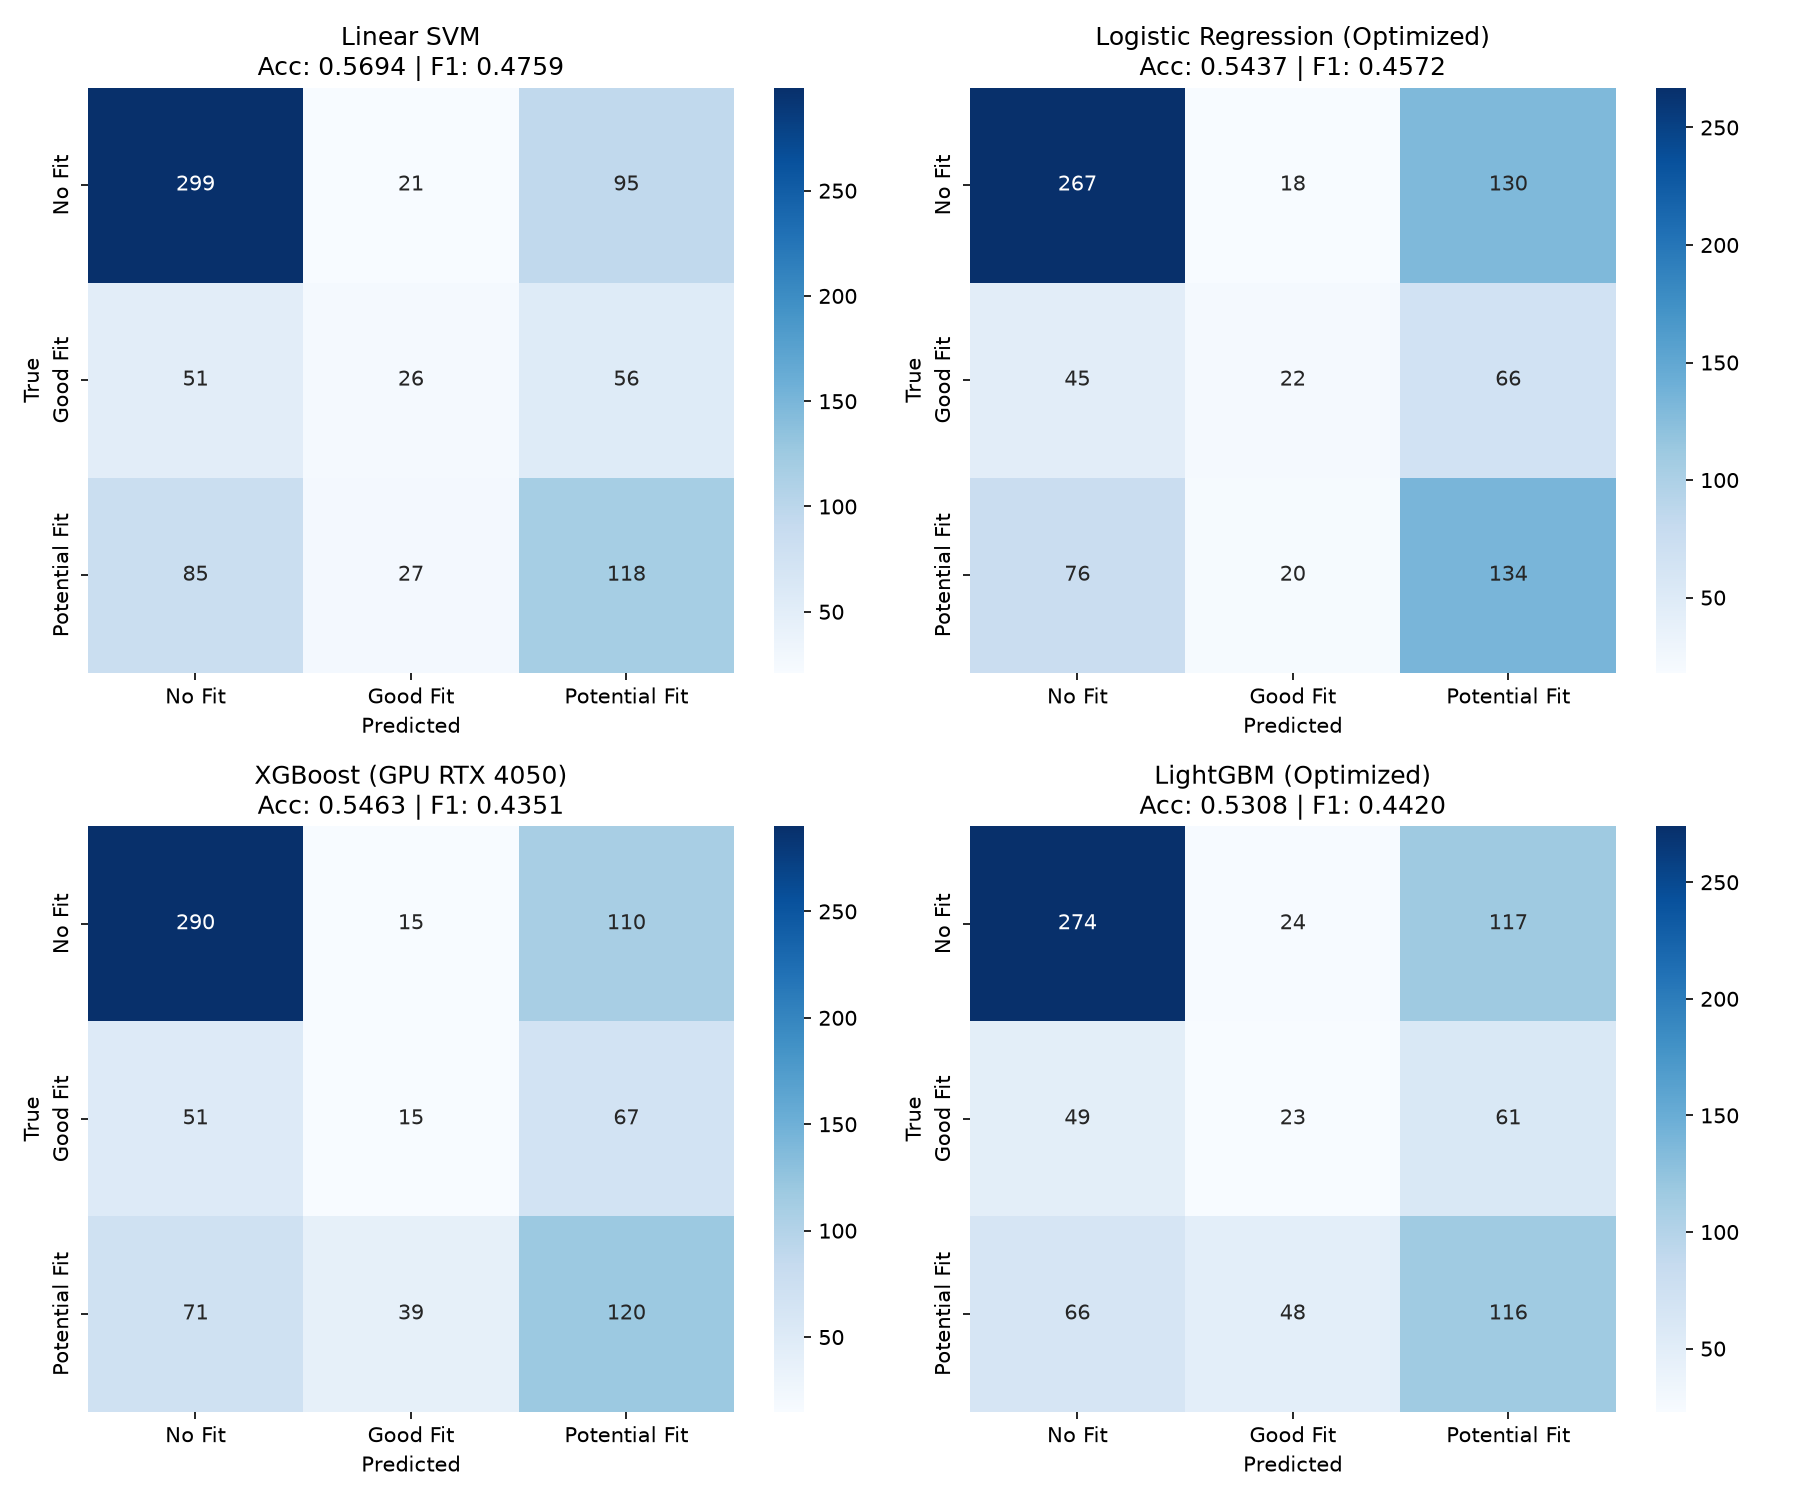 Linear SVM
Acc: 0.5694 | F1: 0.4759
No Fit
299
21
95
250
200
True
Good Fit
51
26
56
150
100
Potential Fit
85
27
118
50
No Fit
Good Fit
Potential Fit
Predicted
Logistic Regression (Optimized)
Acc: 0.5437 | F1: 0.4572
No Fit
267
18
130
250
200
True
Good Fit
45
22
66
150
100
Potential Fit
76
20
134
50
No Fit
Good Fit
Potential Fit
Predicted
XGBoost (GPU RTX 4050)
Acc: 0.5463 | F1: 0.4351
No Fit
290
15
110
250
200
True
Good Fit
51
15
67
150
100
Potential Fit
71
39
120
50
No Fit
Good Fit
Potential Fit
Predicted
LightGBM (Optimized)
Acc: 0.5308 | F1: 0.4420
No Fit
274
24
117
250
200
True
Good Fit
49
23
61
150
100
Potential Fit
66
48
116
50
No Fit
Good Fit
Potential Fit
Predicted